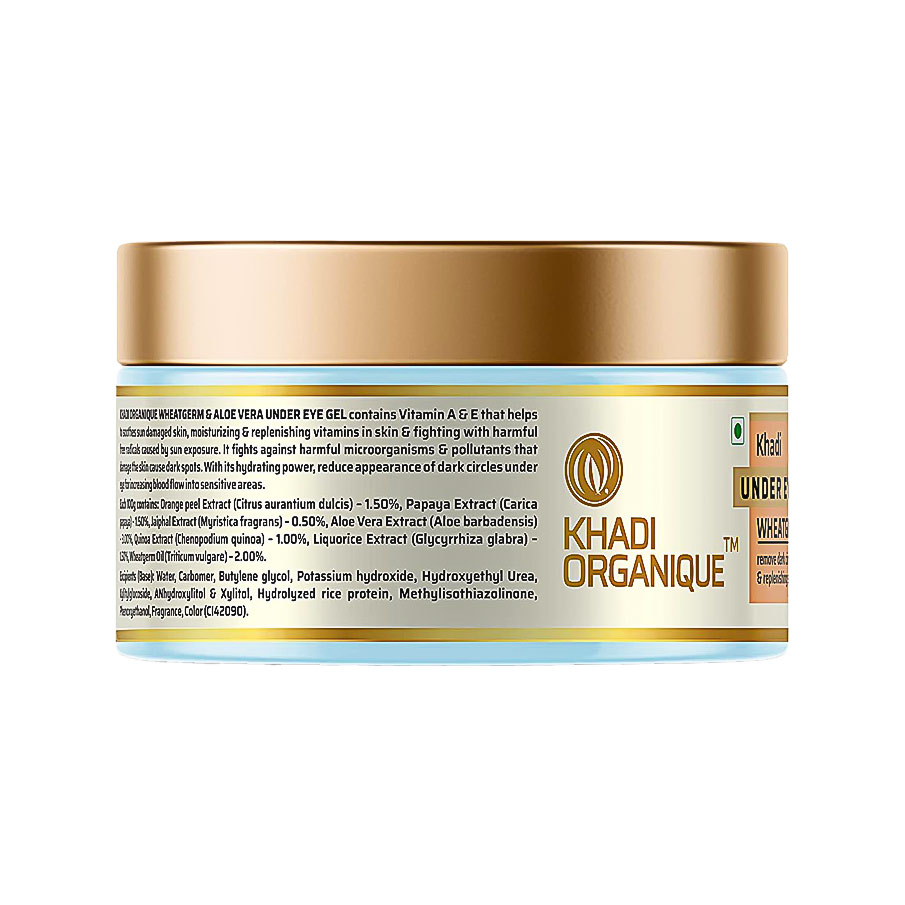 KHADI ORGANIQUE WHEATGERM & ALOE VERA UNDER EYE GEL contains Vitamin A & E that helps
to soothes sun damaged skin, moisturizing & replenishing vitamins in skin & fighting with harmful
free radicals caused by sun exposure. It fights against harmful microorganisms & pollutants that
damage the skin cause dark spots. With its hydrating power, reduce appearance of dark circles under
eye for increasing blood flow into sensitive areas.
Each 100g contains: Orange peel Extract (Citrus aurantium dulcis) - 1.50%, Papaya Extract (Carica
papaya) - 1.50%, Jaiphal Extract (Myristica fragrans) - 0.50%, Aloe Vera Extract (Aloe barbadensis)
- 3.00%, Quinoa Extract (Chenopodium quinoa) - 1.00%, Liquorice Extract (Glycyrrhiza glabra) -
Wheatgerm Oil (Triticum vulgare) - 2.00%.
Excipients (Base): Water, Carbomer, Butylene glycol, Potassium hydroxide, Hydroxyethyl Urea,
Xylitylglucoside, ANhydroxylitol & Xylitol, Hydrolyzed rice protein, Methylisothiazolinone,
Phenoxyethanol, Fragrance, Color (CI42090).
KHADI
ORGANIQUE TM
Khadi
UNDER E
WHEATG
remove dark
& replenishing